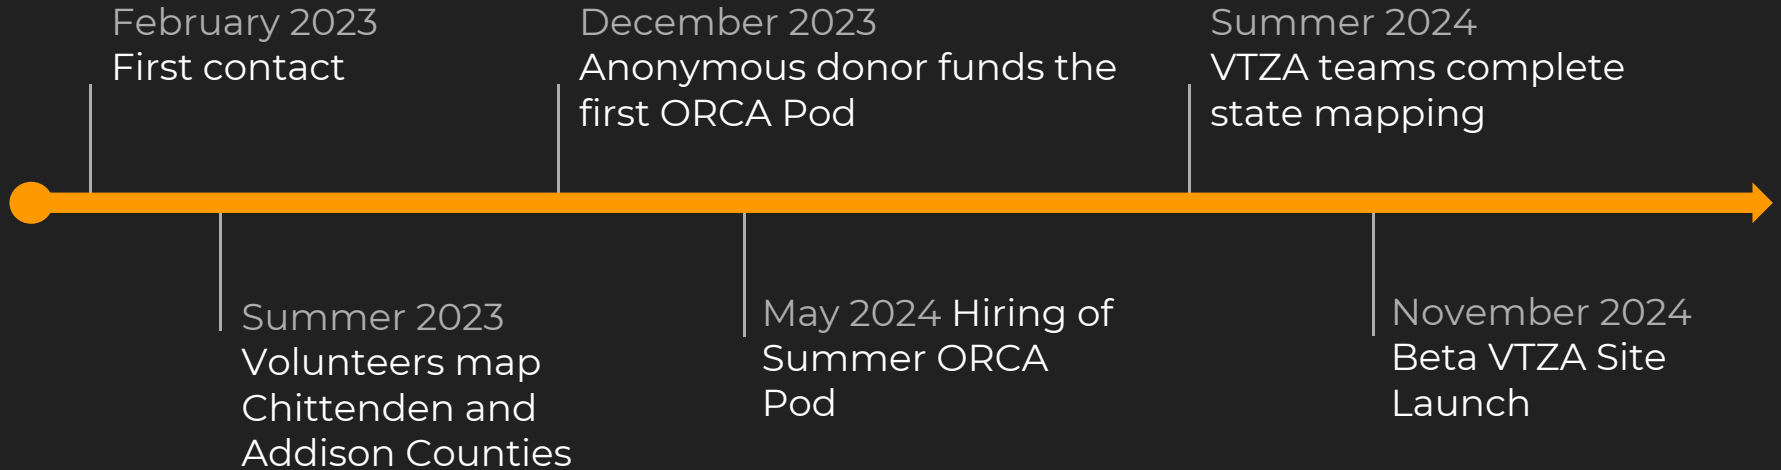 February 2023
First contact
December 2023
Anonymous donor funds the
first ORCA Pod
Summer 2024
VTZA teams complete
state mapping
Summer 2023
Volunteers map
Chittenden and
Addison Counties
May 2024 Hiring of
Summer ORCA
Pod
November 2024
Beta VTZA Site
Launch